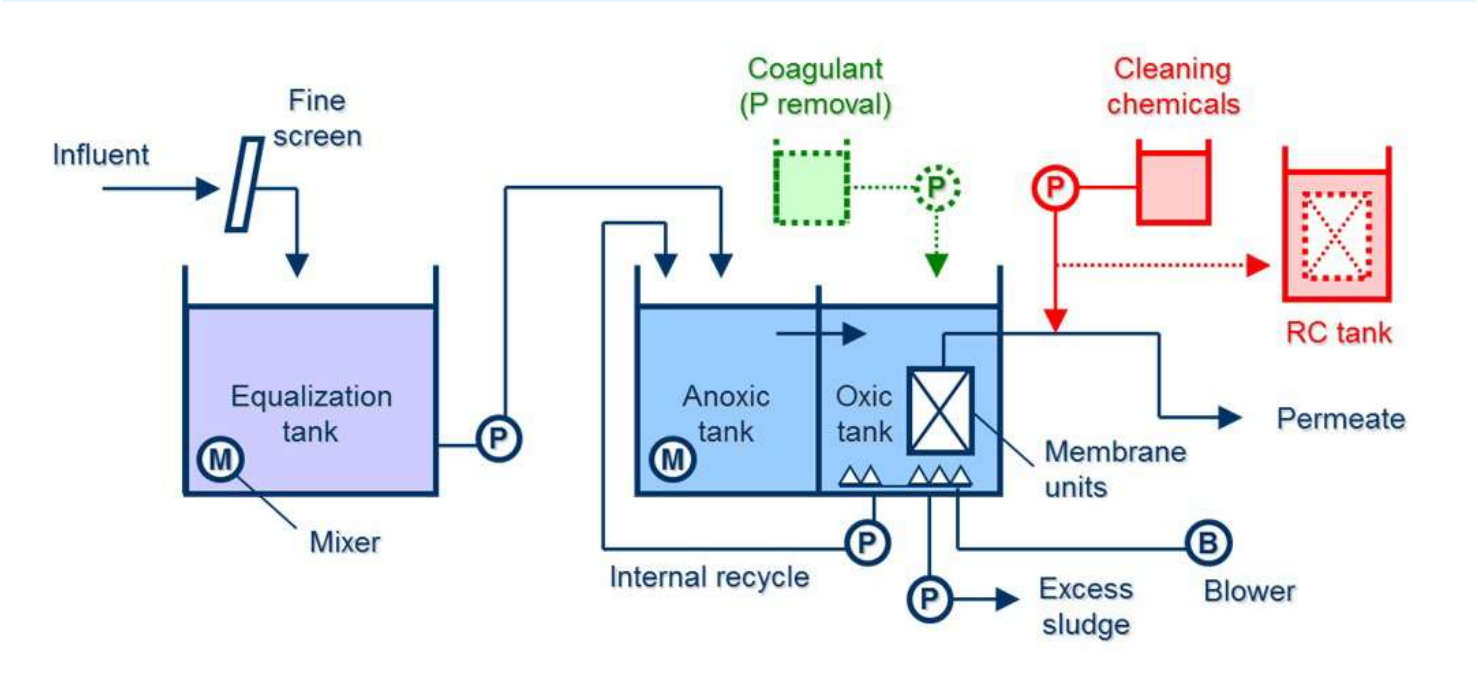 Influent
Fine
screen
Coagulant
(P removal)
Cleaning
chemicals
P
P
RC tank
Equalization
tank
M
Mixer
P
Anoxic
tank
M
Oxic
tank
Membrane
units
Permeate
P
Internal recycle
P
Excess
sludge
B
Blower